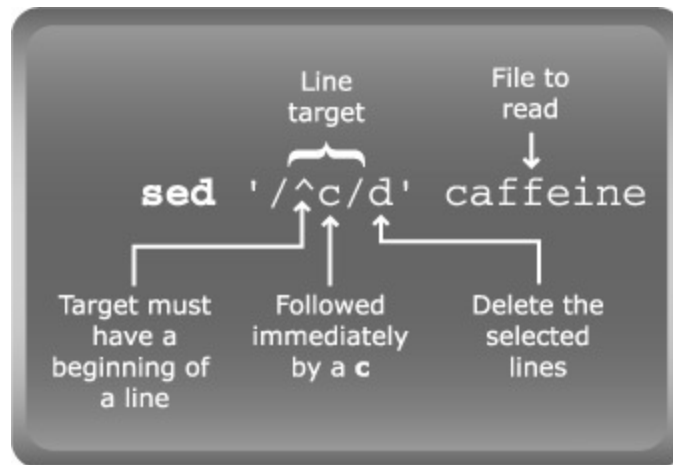 Line
target
File to
read
sed '/^c/d' caffeine
Target must
have a
beginning of
a line
Followed
immediately
by a c
Delete the
selected
lines